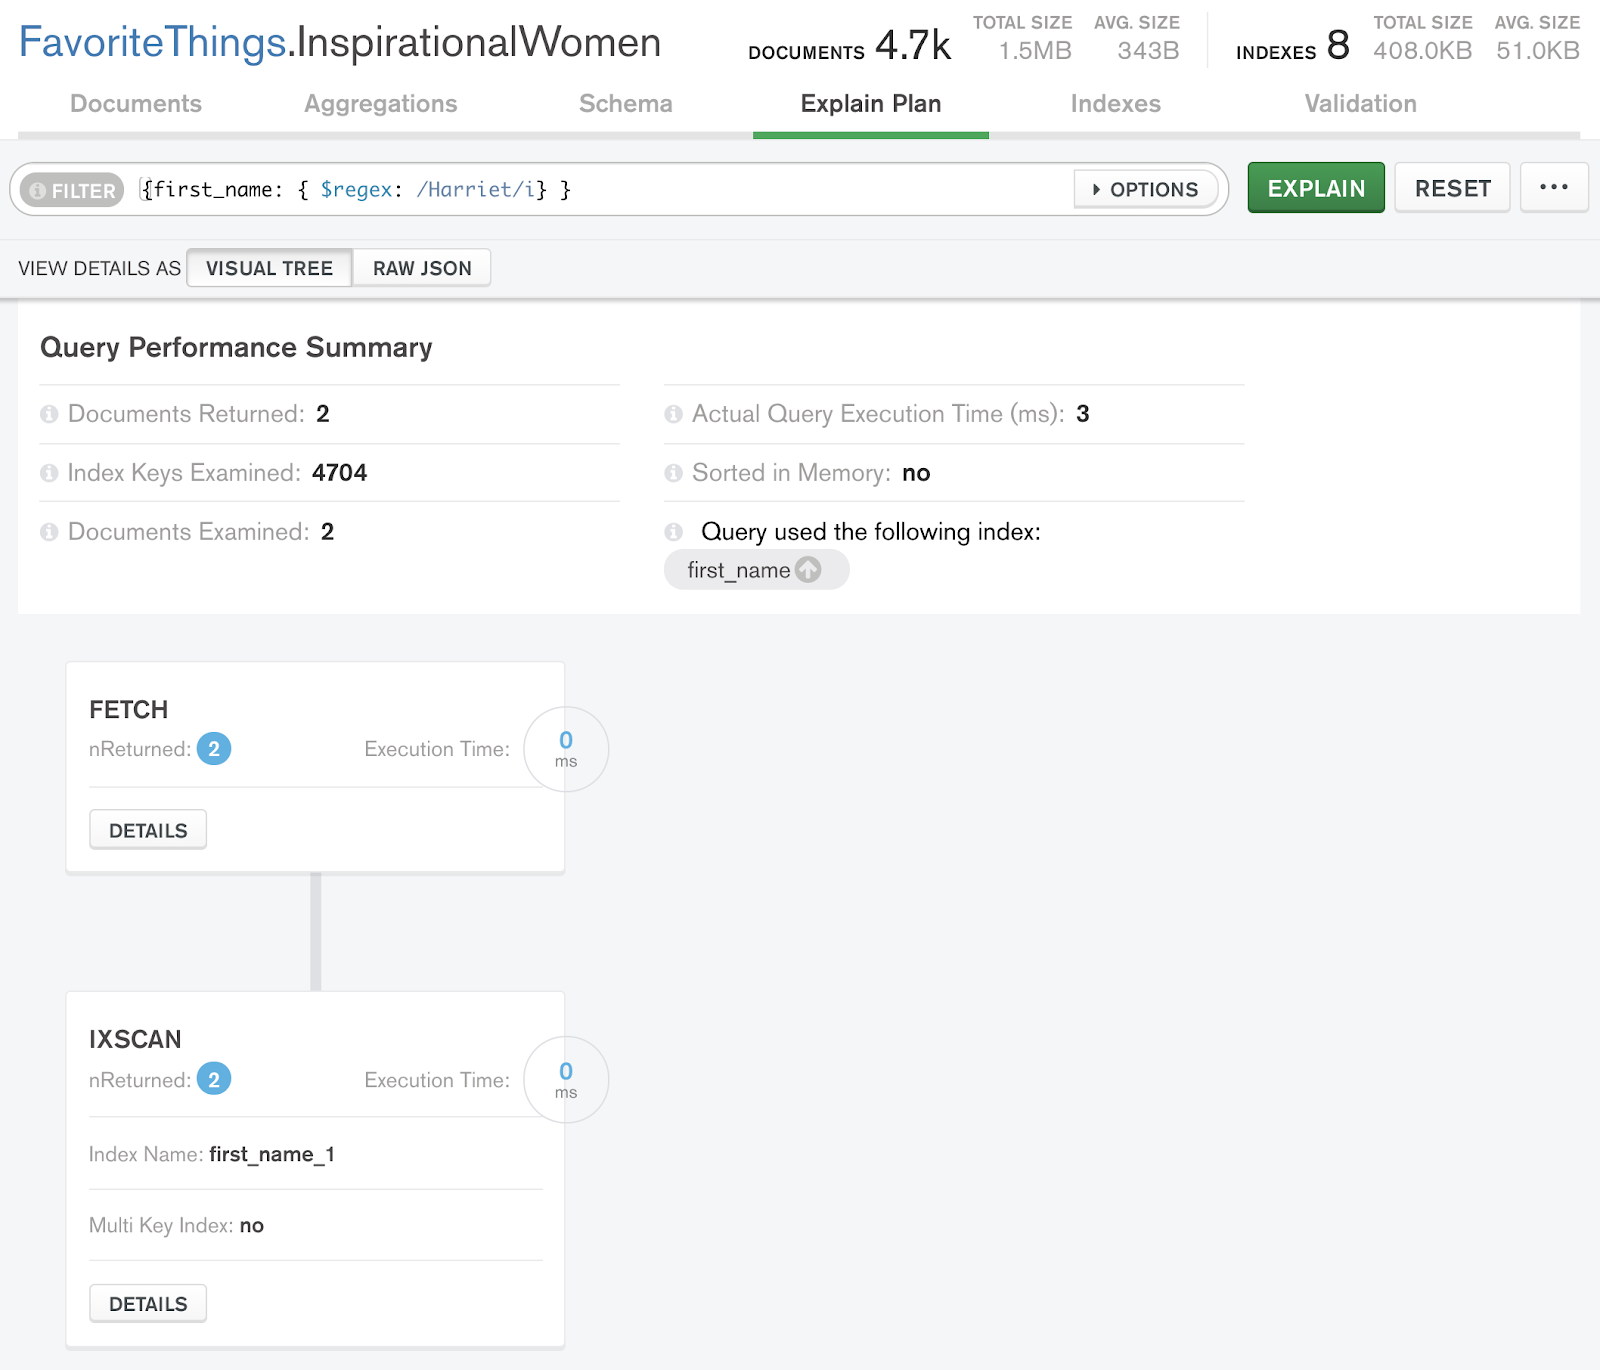 FavoriteThings.InspirationalWomen
DOCUMENTS 4.7k
TOTAL SIZE 1.5MB
AVG. SIZE 343B
INDEXES 8
TOTAL SIZE 408.0KB
AVG. SIZE 51.0KB
Documents Aggregations Schema Explain Plan Indexes Validation
FILTER {first_name: { $regex: /Harriet/i} } OPTIONS EXPLAIN RESET ...
VIEW DETAILS AS VISUAL TREE RAW JSON
Query Performance Summary
Documents Returned: 2
Index Keys Examined: 4704
Documents Examined: 2
Actual Query Execution Time (ms): 3
Sorted in Memory: no
Query used the following index:
first_name
FETCH
nReturned: 2 Execution Time: 0 ms
DETAILS
IXSCAN
nReturned: 2 Execution Time: 0 ms
Index Name: first_name_1
Multi Key Index: no
DETAILS